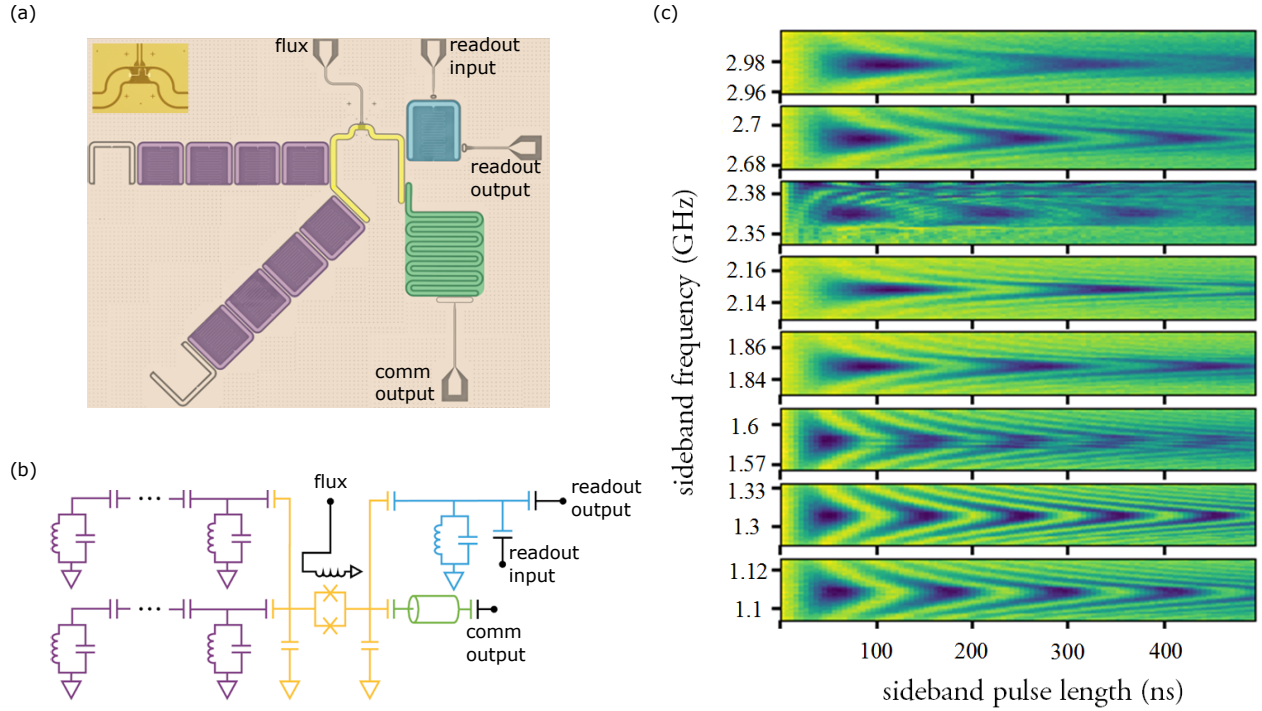 (a)
flux
readout
input
readout
output
comm
output
(b)
flux
readout
output
readout
input
comm
output
(c)
sideband frequency (GHz)
2.98
2.96
2.7
2.68
2.38
2.35
2.16
2.14
1.86
1.84
1.6
1.57
1.33
1.3
1.12
1.1
100 200 300 400
sideband pulse length (ns)